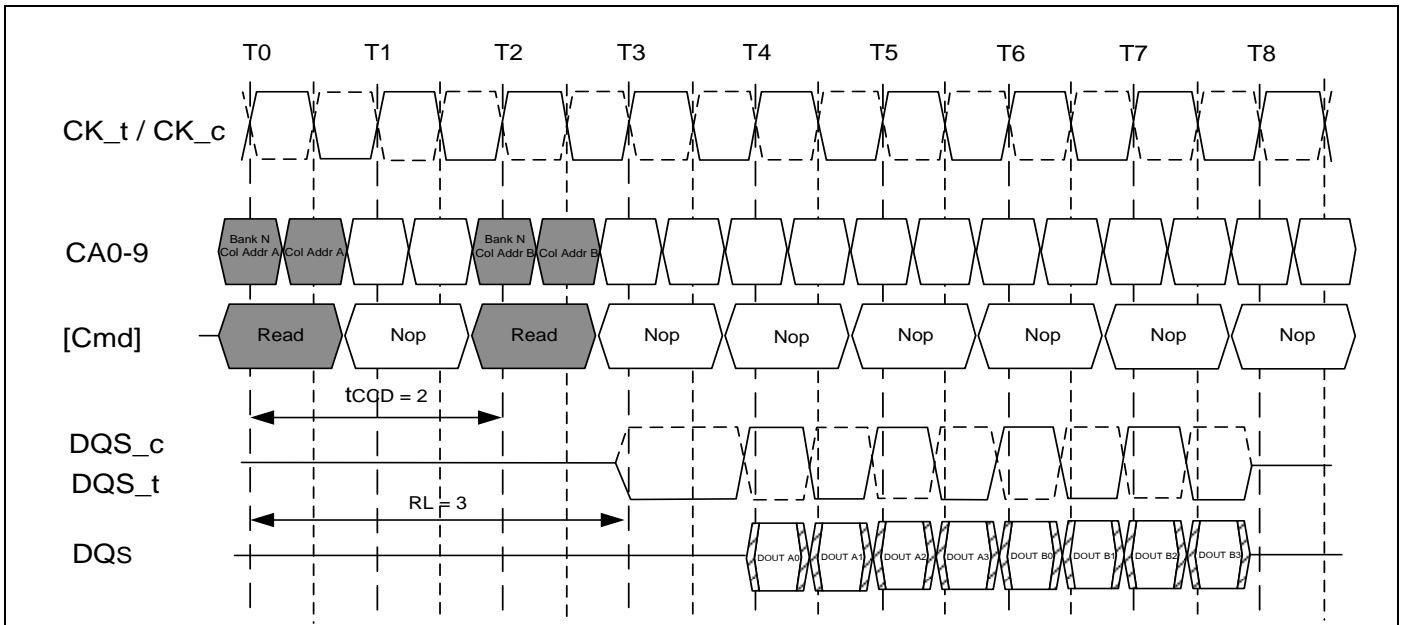 T0 T1 T2 T3 T4 T5 T6 T7 T8
CK_t / CK_c
CA0-9
Bank N
Col Addr A
Col Addr A
Bank N
Col Addr B
Col Addr B
[Cmd]
Read Nop Read Nop Nop Nop Nop Nop Nop
tCCD = 2
DQS_c
DQS_t
RL = 3
DQs
DOUT A0 DOUT A1 DOUT A2 DOUT A3 DOUT B0 DOUT B1 DOUT B2 DOUT B3